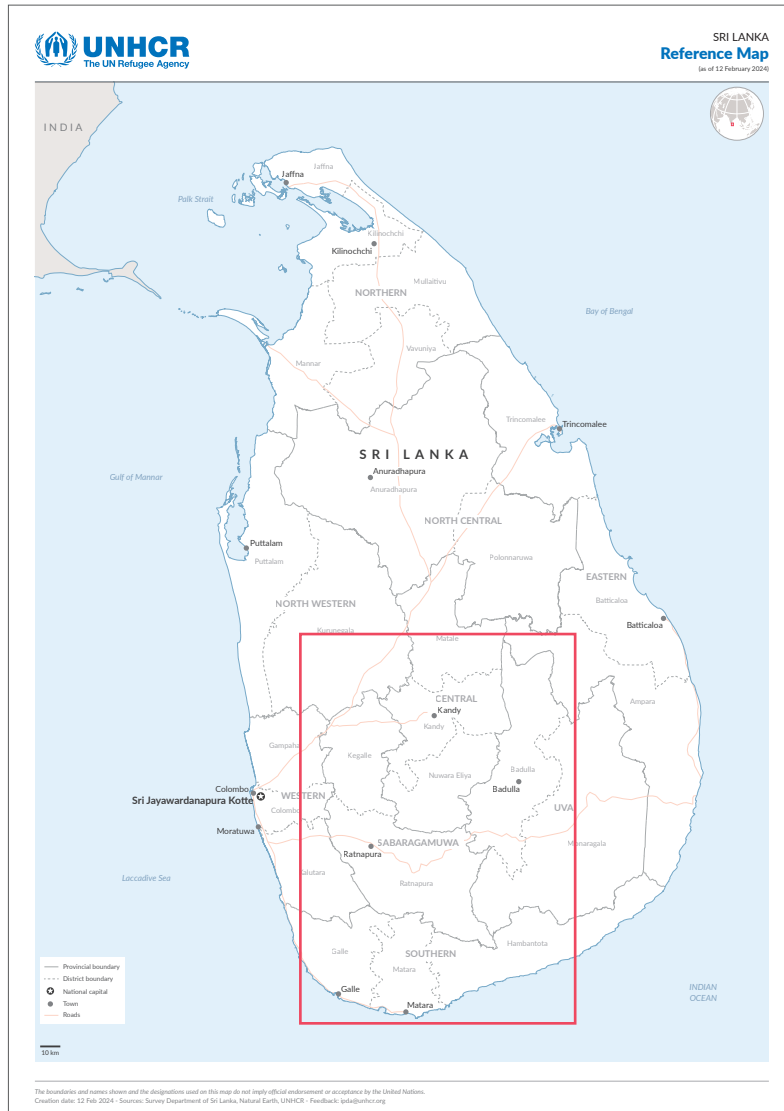 UNHCR
The UN Refugee Agency
SRI LANKA
Reference Map
(as of 12 February 2024)
INDIA
Jaffna
Jaffna
Palk Strait
Kilinochchi
Kilinochchi
Mullaitivu
NORTHERN
Bay of Bengal
Vavuniya
Mannar
Trincomalee
Trincomalee
SRI LANKA
Anuradhapura
Gulf of Mannar
Anuradhapura
NORTH CENTRAL
Puttalam
Polonnaruwa
Puttalam
EASTERN
Batticaloa
NORTH WESTERN
Batticaloa
Kurunegala
Matale
CENTRAL
Ampara
Kandy
Kandy
Gampaha
Kegalle
Badulla
Nuwara Eliya
Colombo
Badulla
WESTERN
Sri Jayawardanapura Kotte
UVA
Colombo
Moratuwa
SABARAGAMUWA
Monaragala
Ratnapura
Kalutara
Laccadive Sea
Ratnapura
Hambantota
Galle
SOUTHERN
Matara
Provincial boundary
District boundary
National capital
Town
Roads
Galle
INDIAN
OCEAN
Matara
10 km
The boundaries and names shown and the designations used on this map do not imply official endorsement or acceptance by the United Nations.
Creation date: 12 Feb 2024 - Sources: Survey Department of Sri Lanka, Natural Earth, UNHCR - Feedback: ipda@unhcr.org